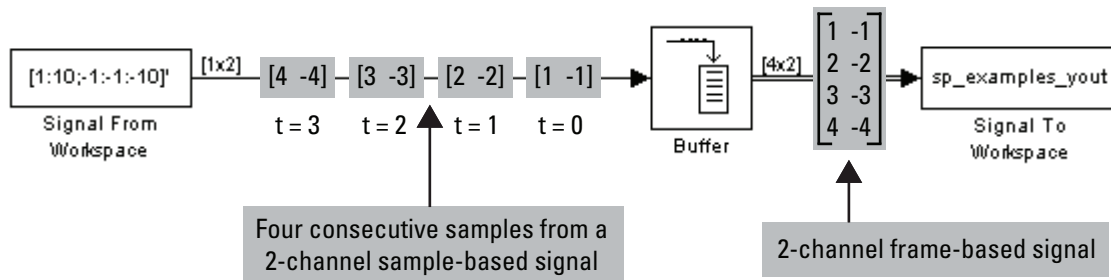 [1:10;-1:-1:-10]'
Signal From
Workspace
[1x2]
[4 -4] [3 -3] [2 -2] [1 -1]
t = 3 t = 2 t = 1 t = 0
Buffer
[4x2]
1 -1
2 -2
3 -3
4 -4
sp_examples_yout
Signal To
Workspace
Four consecutive samples from a
2-channel sample-based signal
2-channel frame-based signal